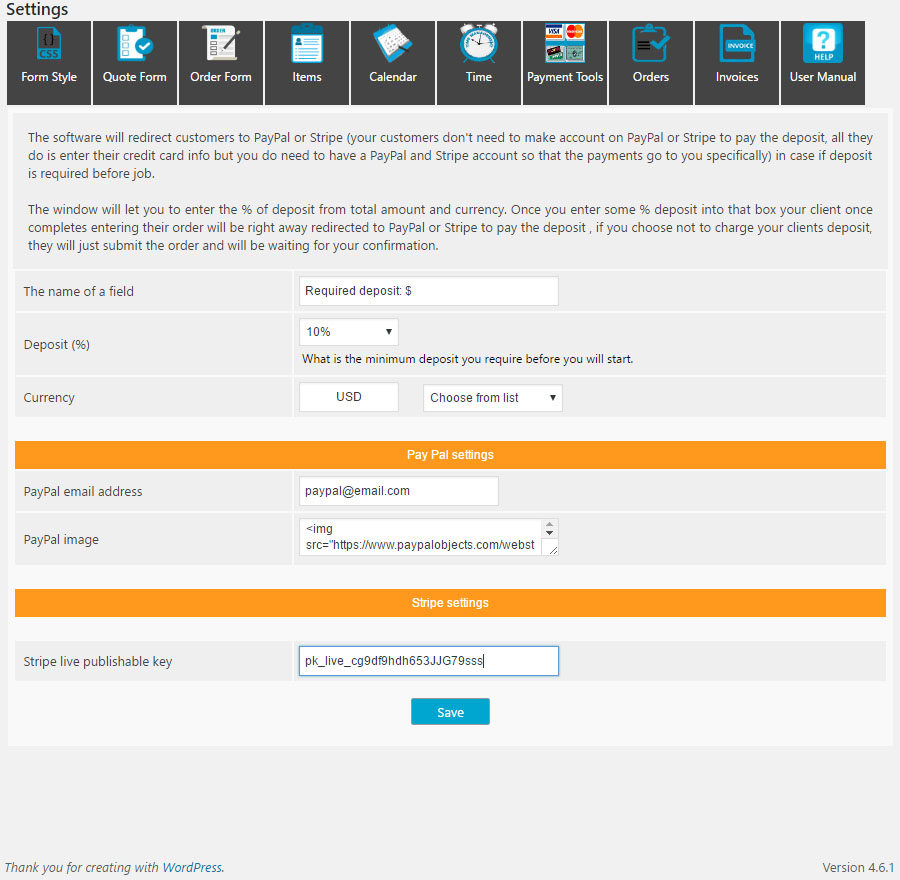 Settings
Form Style
Quote Form
Order Form
Items
Calendar
Time
Payment Tools
Orders
Invoices
User Manual
{}
CSS
ORDER
VISA
INVOICE
?
HELP
The software will redirect customers to PayPal or Stripe (your customers don't need to make account on PayPal or Stripe to pay the deposit, all they
do is enter their credit card info but you do need to have a PayPal and Stripe account so that the payments go to you specifically) in case if deposit
is required before job.
The window will let you to enter the % of deposit from total amount and currency. Once you enter some % deposit into that box your client once
completes entering their order will be right away redirected to PayPal or Stripe to pay the deposit , if you choose not to charge your clients deposit,
they will just submit the order and will be waiting for your confirmation.
The name of a field
Required deposit: $
Deposit (%)
10%
What is the minimum deposit you require before you will start.
Currency
USD
Choose from list
Pay Pal settings
PayPal email address
paypal@email.com
PayPal image
<img
src="https://www.paypalobjects.com/webst
Stripe settings
Stripe live publishable key
pk_live_cg9df9hdh653JJG79sss
Save
Thank you for creating with WordPress.
Version 4.6.1